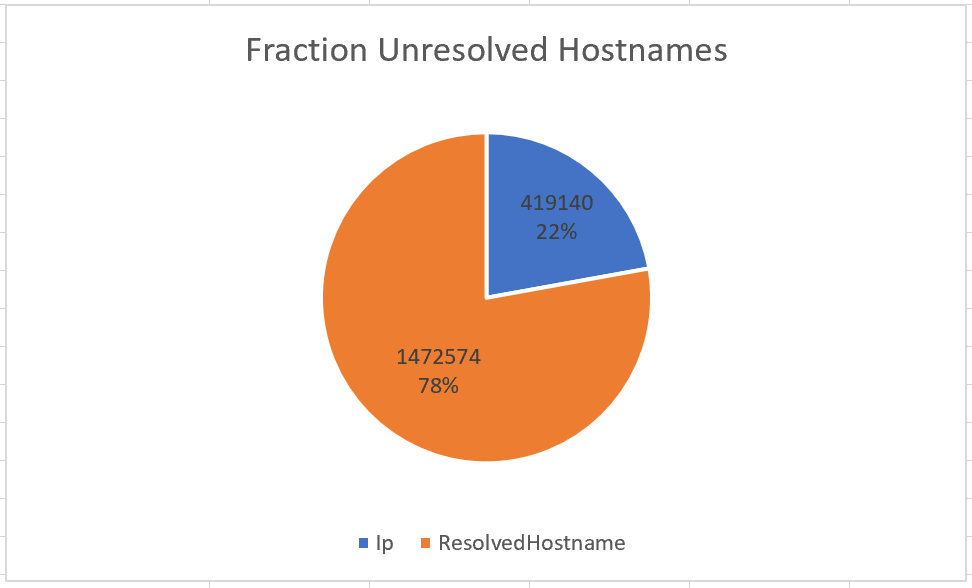 Fraction Unresolved Hostnames
419140
22%
1472574
78%
Ip
ResolvedHostname